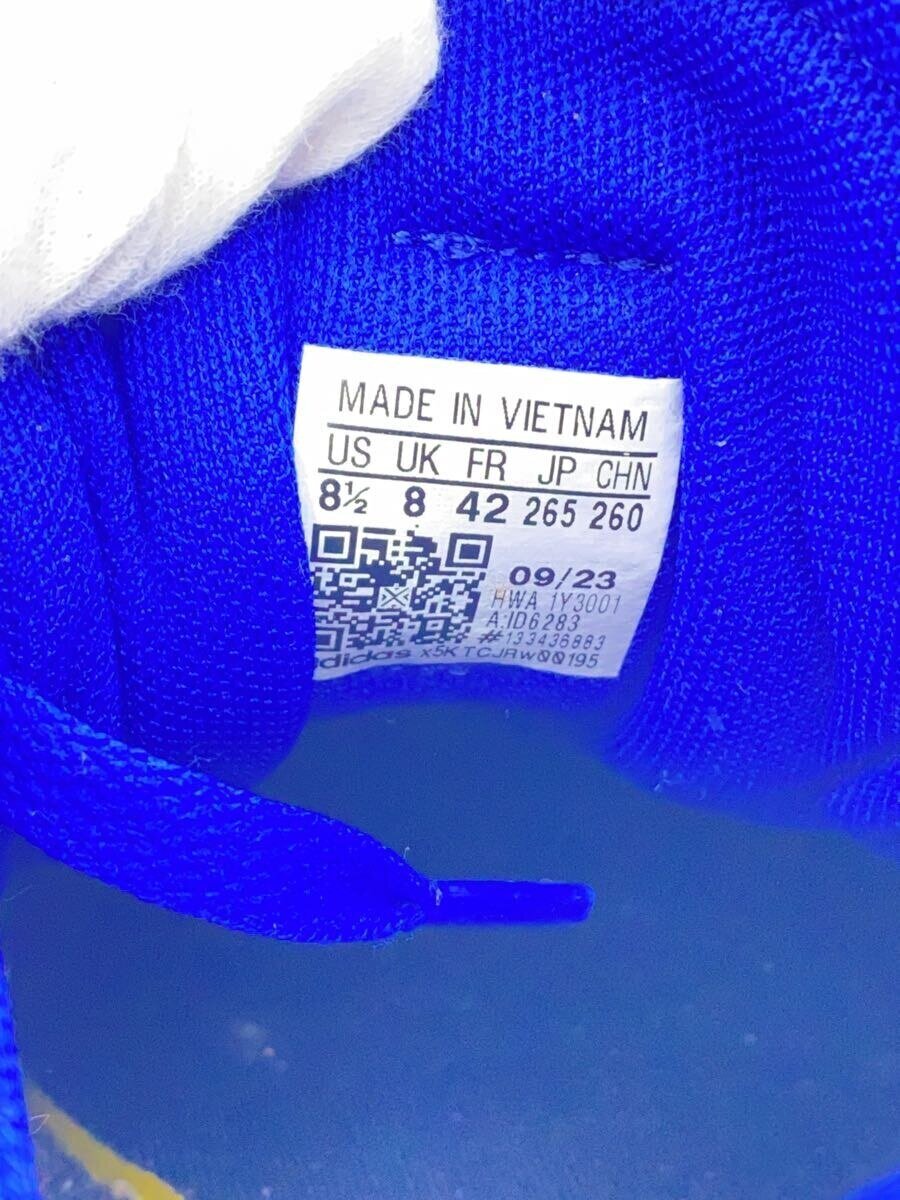 MADE IN VIETNAM
US UK FR JP CHN
8½ 8 42 265 260
09/23
HWA 1Y3001
A:ID6283
#133436883
adidas X5KTCJRW00195